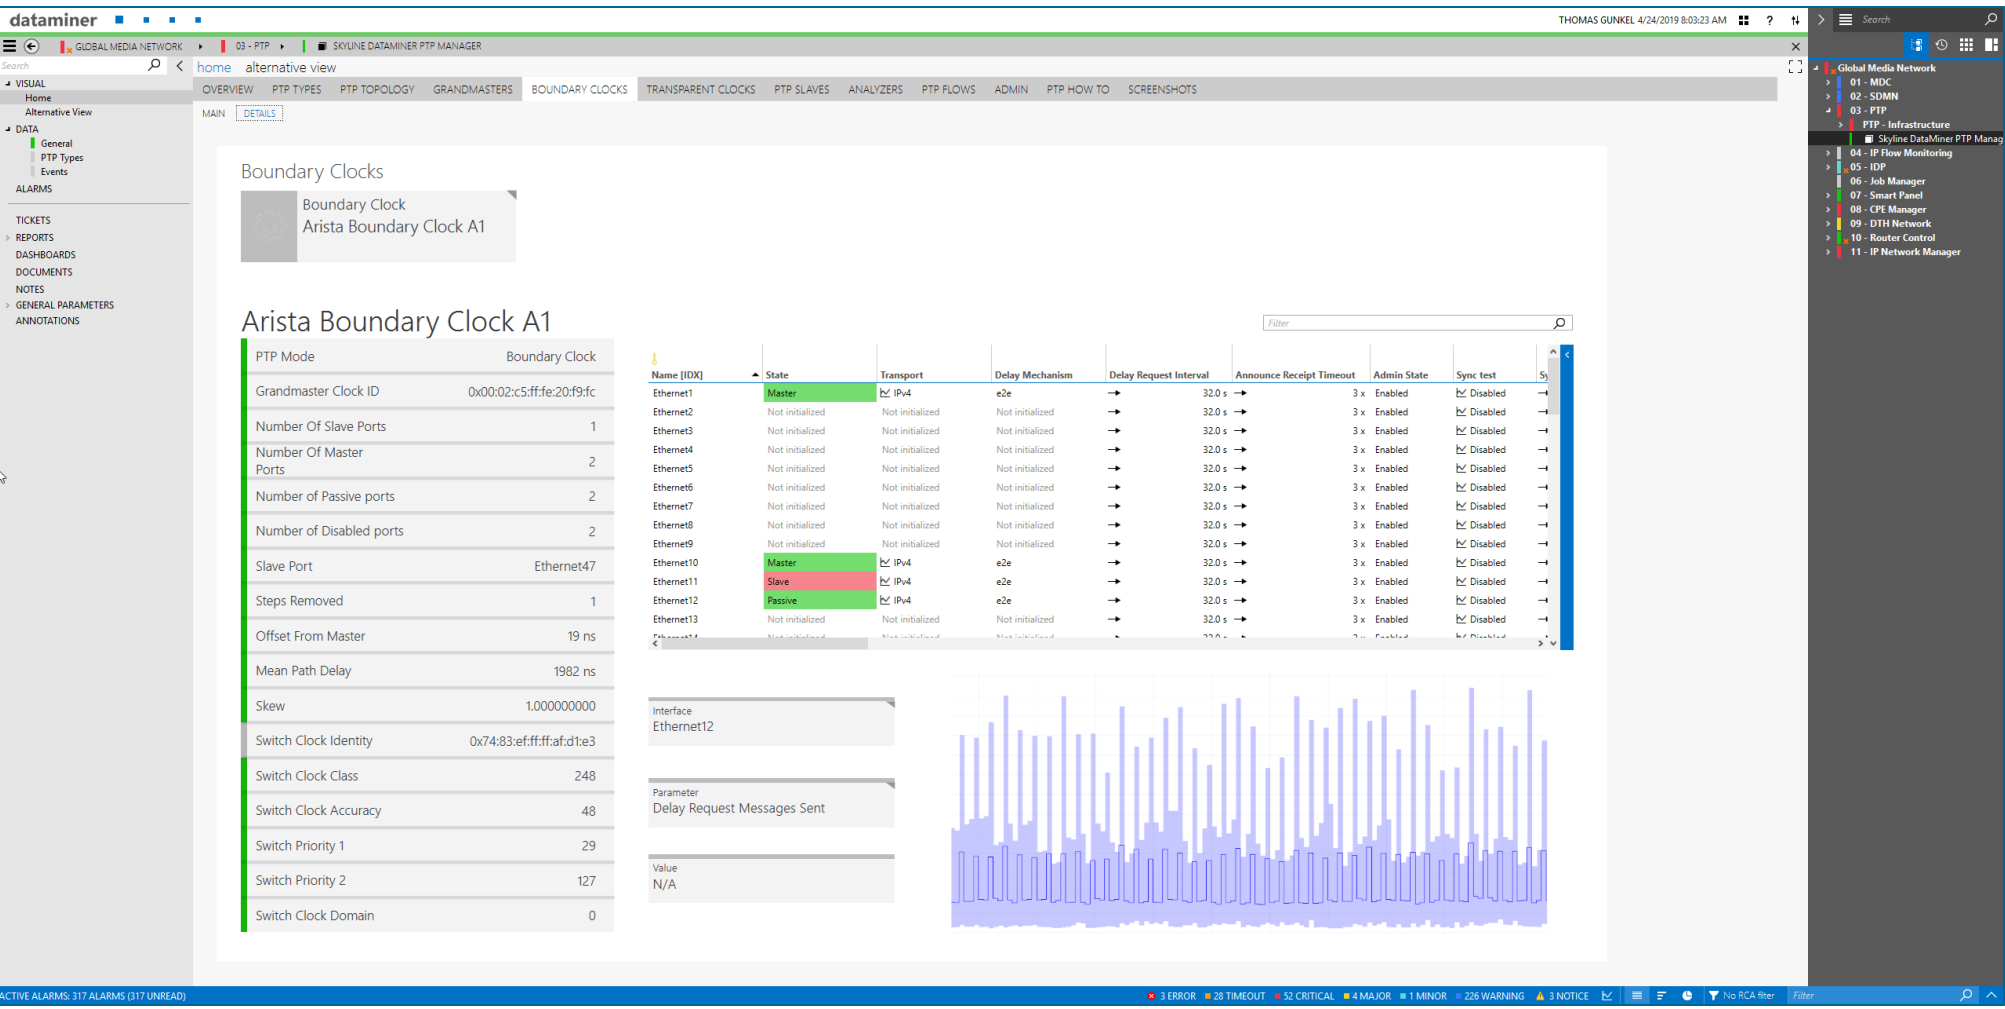 dataminer
THOMAS GUNKEL 4/24/2019 8:03:23 AM
?
Search
GLOBAL MEDIA NETWORK
03 - PTP
SKYLINE DATAMINER PTP MANAGER
Search
home alternative view
VISUAL
Home
Alternative View
DATA
General
PTP Types
Events
ALARMS
TICKETS
REPORTS
DASHBOARDS
DOCUMENTS
NOTES
GENERAL PARAMETERS
ANNOTATIONS
OVERVIEW PTP TYPES PTP TOPOLOGY GRANDMASTERS BOUNDARY CLOCKS TRANSPARENT CLOCKS PTP SLAVES ANALYZERS PTP FLOWS ADMIN PTP HOW TO SCREENSHOTS
MAIN DETAILS
Boundary Clocks
Boundary Clock
Arista Boundary Clock A1
Arista Boundary Clock A1
PTP Mode Boundary Clock
Grandmaster Clock ID 0x00:02:c5:ff:fe:20:f9:fc
Number Of Slave Ports 1
Number Of Master
Ports 2
Number of Passive ports 2
Number of Disabled ports 2
Slave Port Ethernet47
Steps Removed 1
Offset From Master 19 ns
Mean Path Delay 1982 ns
Skew 1.000000000
Switch Clock Identity 0x74:83:ef:ff:ff:af:d1:e3
Switch Clock Class 248
Switch Clock Accuracy 48
Switch Priority 1 29
Switch Priority 2 127
Switch Clock Domain 0
Filter
Name [IDX] State Transport Delay Mechanism Delay Request Interval Announce Receipt Timeout Admin State Sync test Sy
Ethernet1 Master IPv4 e2e 32.0 s 3 x Enabled Disabled
Ethernet2 Not initialized Not initialized Not initialized 32.0 s 3 x Enabled Disabled
Ethernet3 Not initialized Not initialized Not initialized 32.0 s 3 x Enabled Disabled
Ethernet4 Not initialized Not initialized Not initialized 32.0 s 3 x Enabled Disabled
Ethernet5 Not initialized Not initialized Not initialized 32.0 s 3 x Enabled Disabled
Ethernet6 Not initialized Not initialized Not initialized 32.0 s 3 x Enabled Disabled
Ethernet7 Not initialized Not initialized Not initialized 32.0 s 3 x Enabled Disabled
Ethernet8 Not initialized Not initialized Not initialized 32.0 s 3 x Enabled Disabled
Ethernet9 Not initialized Not initialized Not initialized 32.0 s 3 x Enabled Disabled
Ethernet10 Master IPv4 e2e 32.0 s 3 x Enabled Disabled
Ethernet11 Slave IPv4 e2e 32.0 s 3 x Enabled Disabled
Ethernet12 Passive IPv4 e2e 32.0 s 3 x Enabled Disabled
Ethernet13 Not initialized Not initialized Not initialized 32.0 s 3 x Enabled Disabled
Interface
Ethernet12
Parameter
Delay Request Messages Sent
Value
N/A
Global Media Network
01 - MDC
02 - SDMN
03 - PTP
PTP - Infrastructure
Skyline DataMiner PTP Manag
04 - IP Flow Monitoring
05 - IDP
06 - Job Manager
07 - Smart Panel
08 - CPE Manager
09 - DTH Network
10 - Router Control
11 - IP Network Manager
ACTIVE ALARMS: 317 ALARMS (317 UNREAD)
3 ERROR 28 TIMEOUT 52 CRITICAL 4 MAJOR 1 MINOR 226 WARNING 3 NOTICE
No RCA filter
Filter